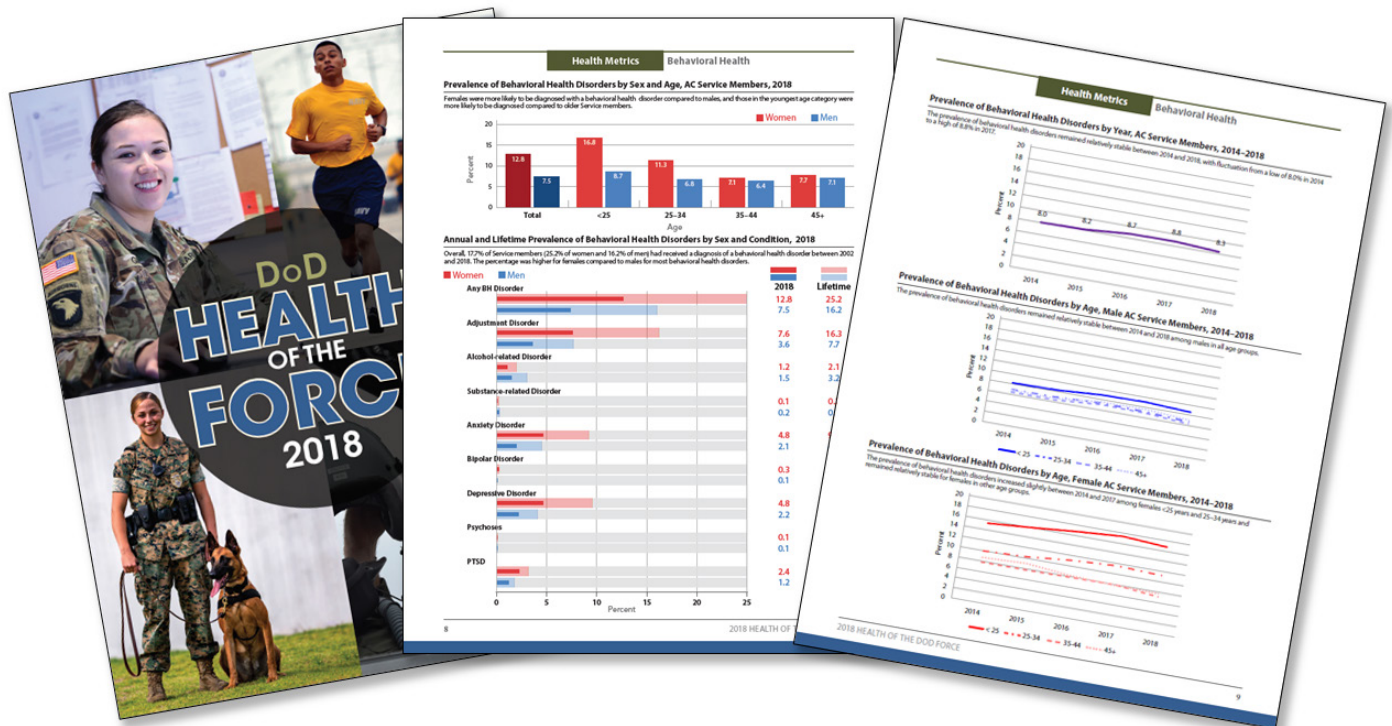 DoD
HEALTH
OF THE
FORCE
2018
NAVY
Health Metrics Behavioral Health
Prevalence of Behavioral Health Disorders by Sex and Age, AC Service Members, 2018
Females were more likely to be diagnosed with a behavioral health disorder compared to males, and those in the youngest age category were
more likely to be diagnosed compared to older Service members.
Women Men
20
15
10
5
0
Percent
12.8 7.5 16.8 8.7 11.3 6.8 7.1 6.4 7.7 7.1
Total <25 25–34 35–44 45+
Age
Annual and Lifetime Prevalence of Behavioral Health Disorders by Sex and Condition, 2018
Overall, 17.7% of Service members (25.2% of women and 16.2% of men) had received a diagnosis of a behavioral health disorder between 2002
and 2018. The percentage was higher for females compared to males for most behavioral health disorders.
Women Men
2018 Lifetime
Any BH Disorder
12.8 25.2
7.5 16.2
Adjustment Disorder
7.6 16.3
3.6 7.7
Alcohol-related Disorder
1.2 2.1
1.5 3.2
Substance-related Disorder
0.1 0.
0.2 0.
Anxiety Disorder
4.8
2.1
Bipolar Disorder
0.3
0.1
Depressive Disorder
4.8
2.2
Psychoses
0.1
0.1
PTSD
2.4
1.2
0 5 10 15 20 25
Percent
8 2018 HEALTH OF T
Health Metrics Behavioral Health
Prevalence of Behavioral Health Disorders by Year, AC Service Members, 2014–2018
The prevalence of behavioral health disorders remained relatively stable between 2014 and 2018, with fluctuation from a low of 8.0% in 2014
to a high of 8.8% in 2017.
20
18
16
14
12
10
8
6
4
2
0
Percent
8.0 8.2 8.7 8.8 8.3
2014 2015 2016 2017 2018
Prevalence of Behavioral Health Disorders by Age, Male AC Service Members, 2014–2018
The prevalence of behavioral health disorders remained relatively stable between 2014 and 2018 among males in all age groups.
20
18
16
14
12
10
8
6
4
2
0
Percent
2014 2015 2016 2017 2018
< 25 25-34 35-44 45+
Prevalence of Behavioral Health Disorders by Age, Female AC Service Members, 2014–2018
The prevalence of behavioral health disorders increased slightly between 2014 and 2017 among females <25 years and 25–34 years and
remained relatively stable for females in other age groups.
20
18
16
14
12
10
8
6
4
2
0
Percent
2014 2015 2016 2017 2018
< 25 25-34 35-44 45+
2018 HEALTH OF THE DOD FORCE
9